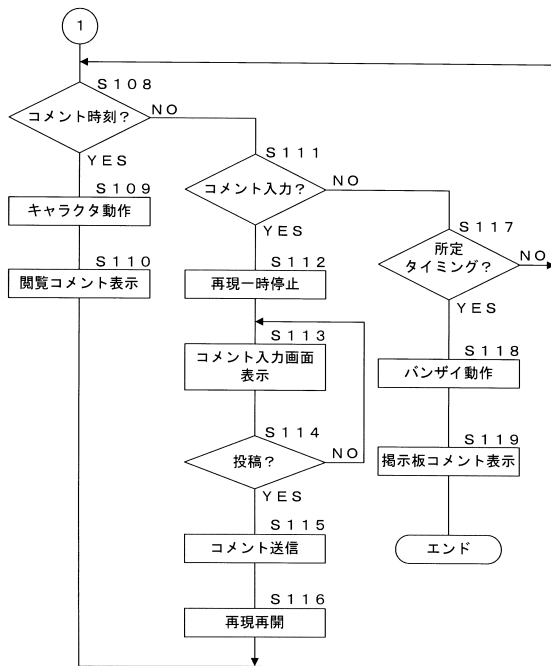 1
S108
コメント時刻?
NO
YES
S109
キャラクタ動作
S110
閲覧コメント表示
S111
コメント入力?
NO
YES
S112
再現一時停止
S113
コメント入力画面
表示
S114
投稿?
NO
YES
S115
コメント送信
S116
再現再開
S117
所定
タイミング?
NO
YES
S118
バンザイ動作
S119
掲示板コメント表示
エンド